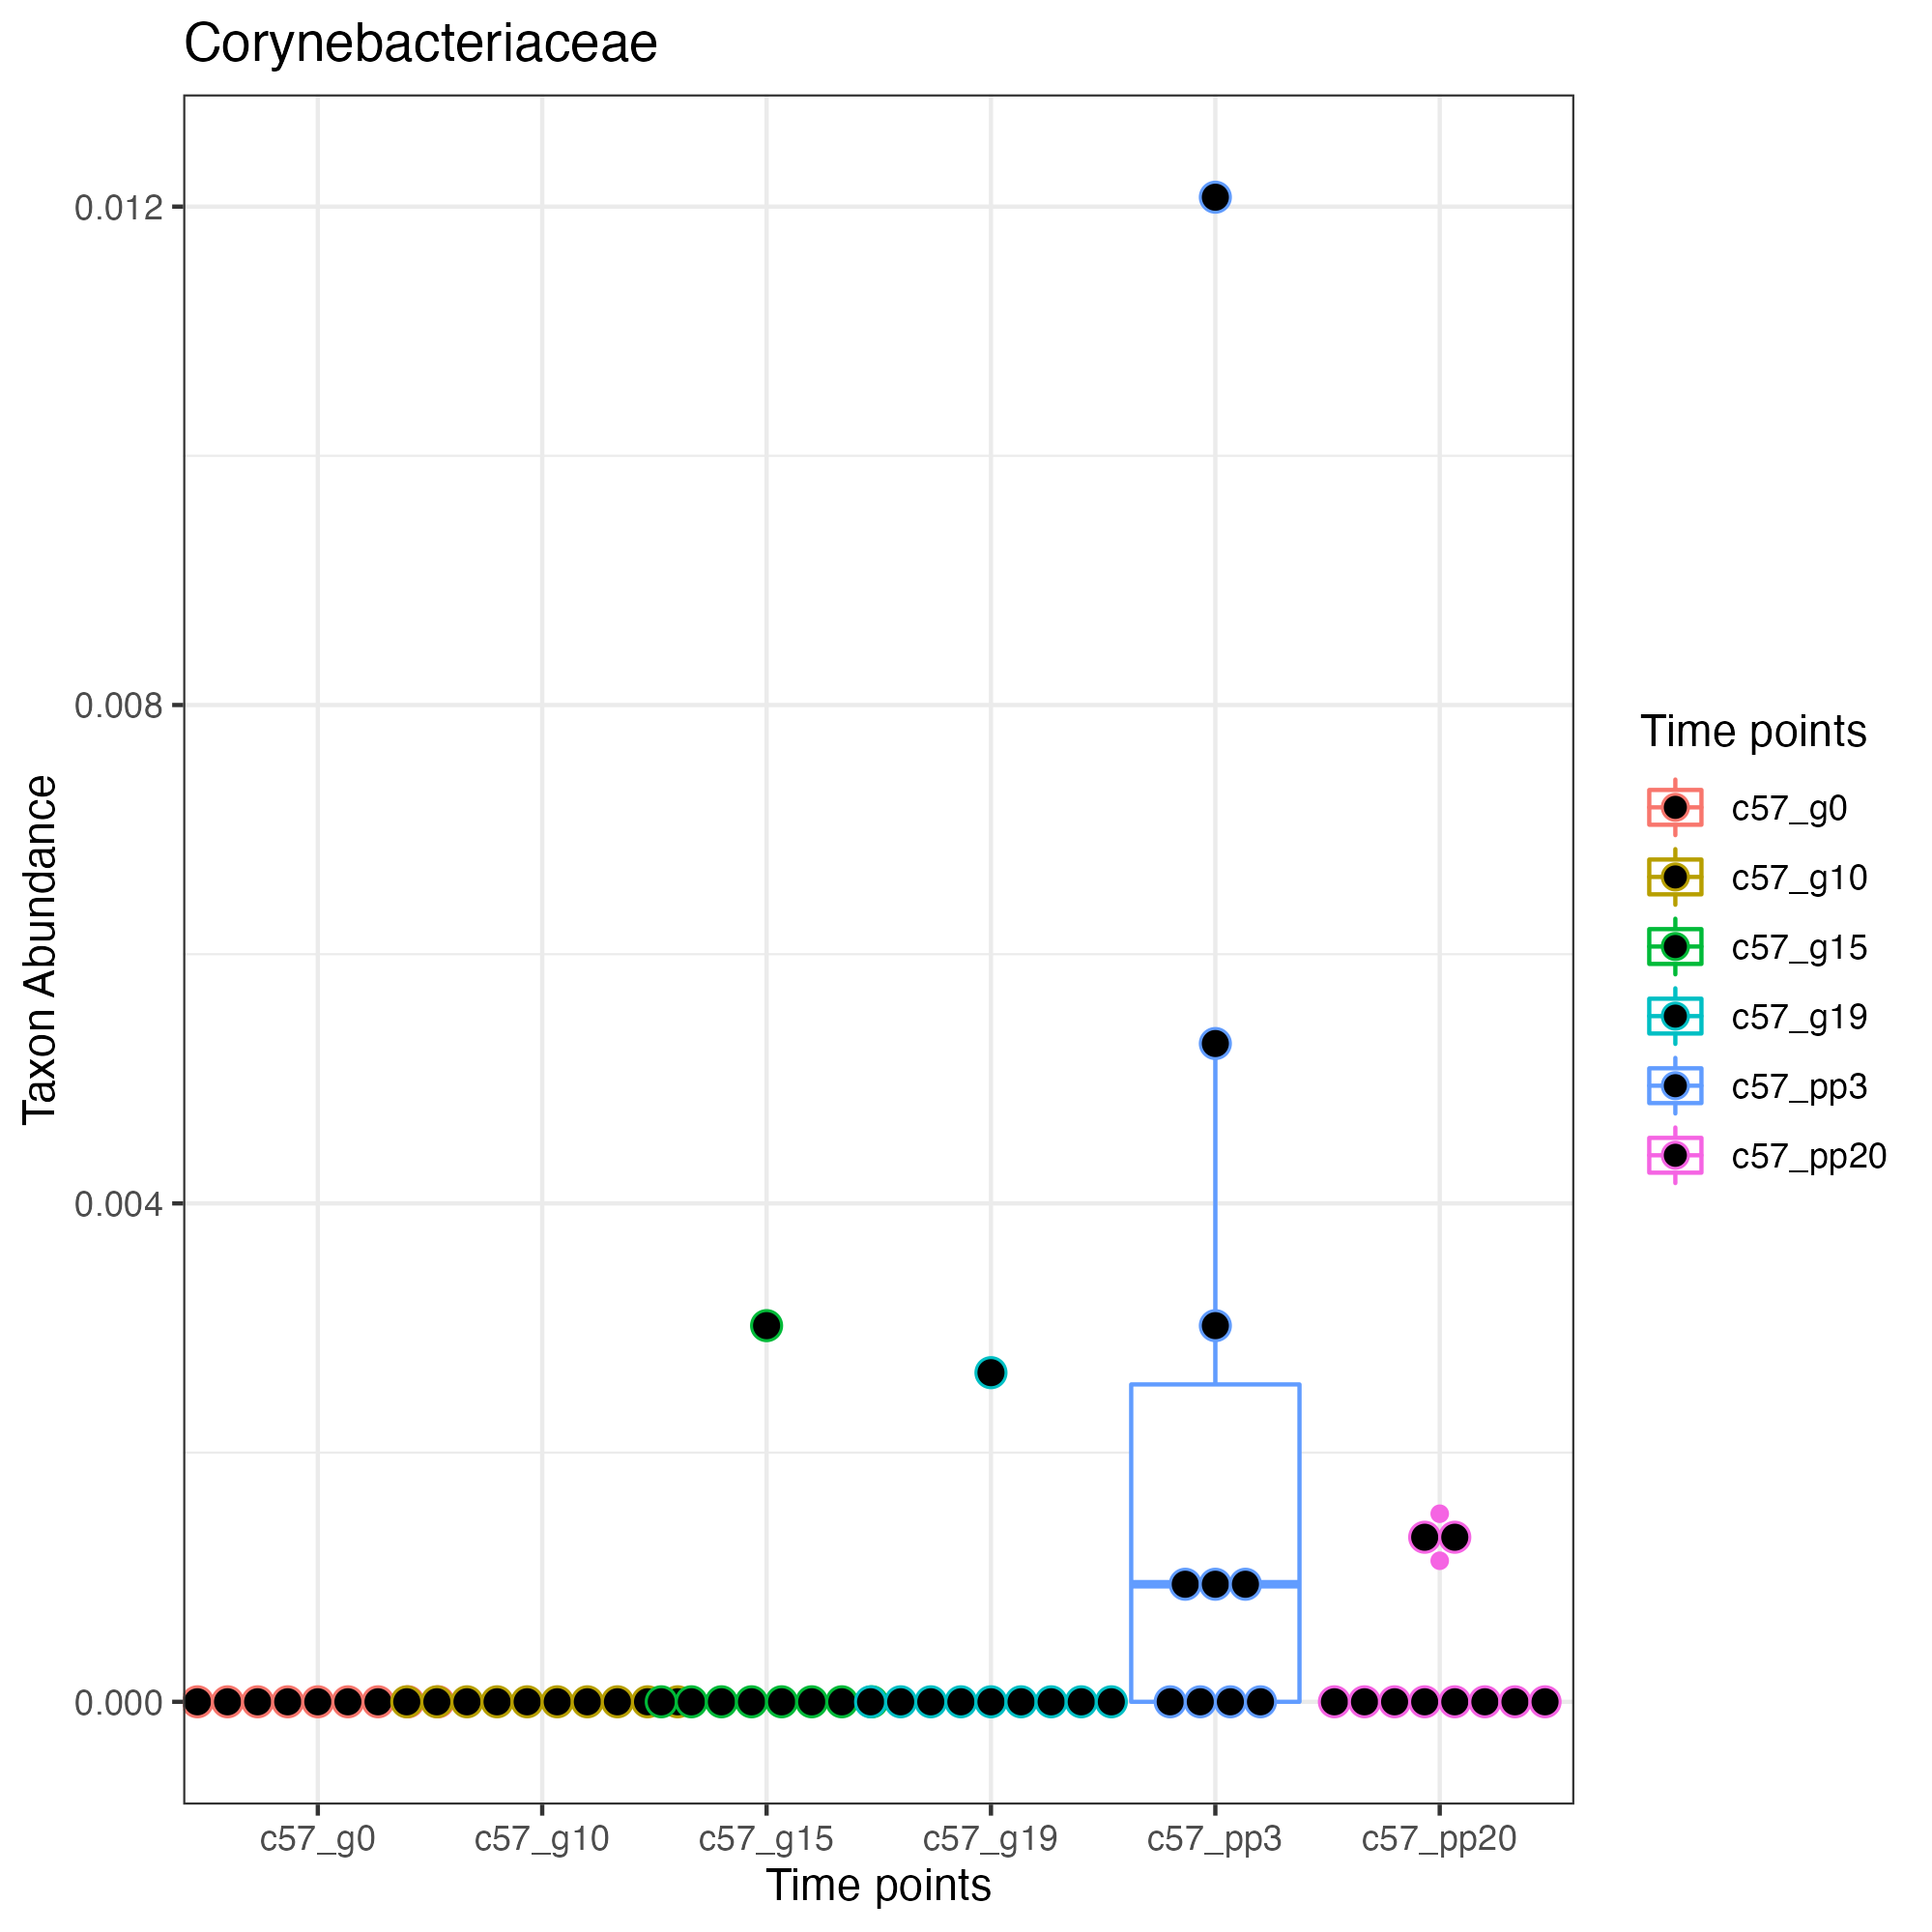 Corynebacteriaceae
0.012
0.008
0.004
0.000
Taxon Abundance
c57_g0
c57_g10
c57_g15
c57_g19
c57_pp3
c57_pp20
Time points
Time points
c57_g0
c57_g10
c57_g15
c57_g19
c57_pp3
c57_pp20